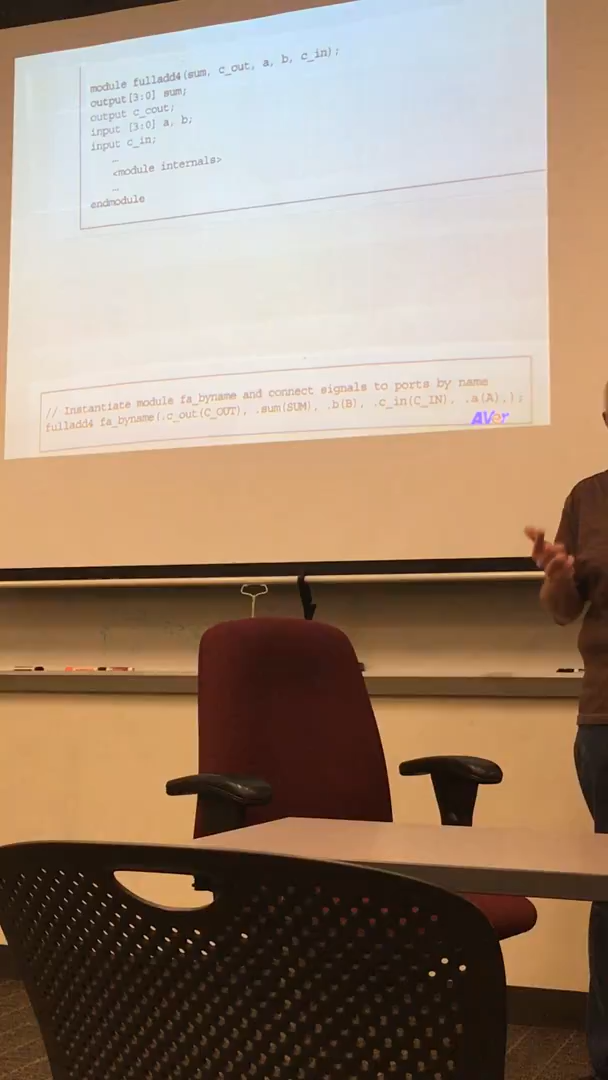 module fulladd4(sum, c_out, a, b, c_in);
output[3:0] sum;
output c_cout;
input [3:0] a, b;
input c_in;
…
<module internals>
…
endmodule
// Instantiate module fa_byname and connect signals to ports by name
fulladd4 fa_byname(.c_out(C_OUT), .sum(SUM), .b(B), .c_in(C_IN), .a(A),);
AVer